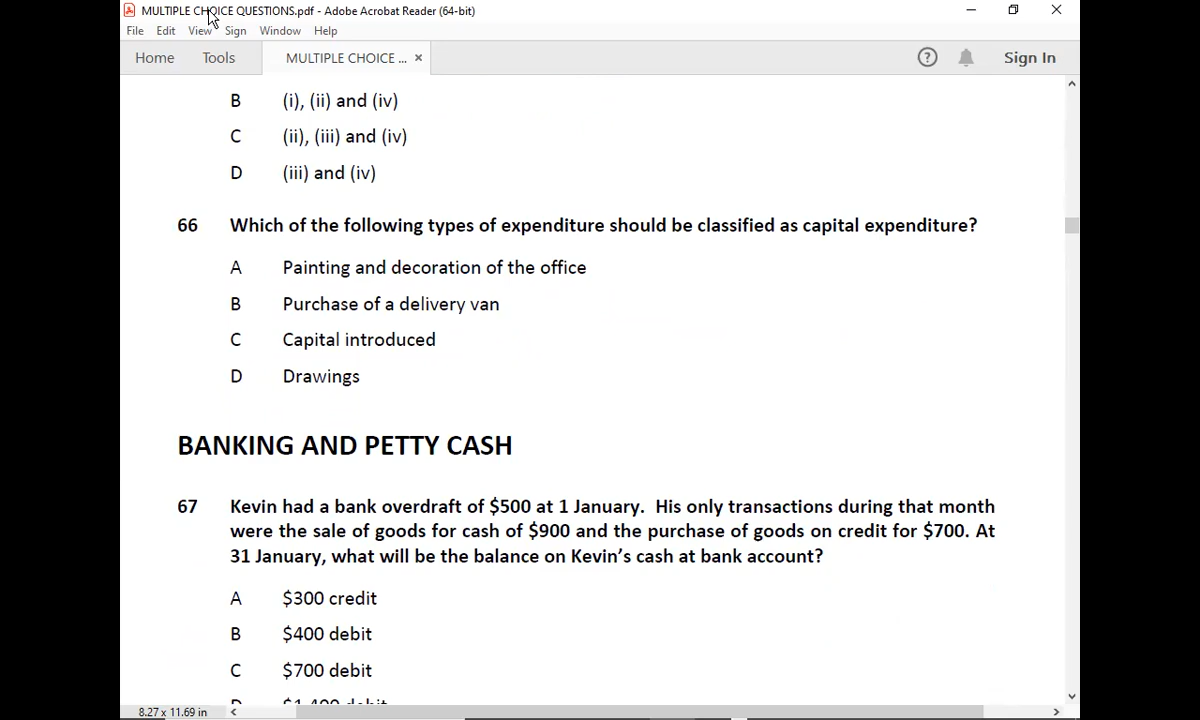 MULTIPLE CHOICE QUESTIONS.pdf - Adobe Acrobat Reader (64-bit)
File Edit View Sign Window Help
Home Tools MULTIPLE CHOICE ... × Sign In
B (i), (ii) and (iv)
C (ii), (iii) and (iv)
D (iii) and (iv)
66 Which of the following types of expenditure should be classified as capital expenditure?
A Painting and decoration of the office
B Purchase of a delivery van
C Capital introduced
D Drawings
BANKING AND PETTY CASH
67 Kevin had a bank overdraft of $500 at 1 January. His only transactions during that month
were the sale of goods for cash of $900 and the purchase of goods on credit for $700. At
31 January, what will be the balance on Kevin's cash at bank account?
A $300 credit
B $400 debit
C $700 debit
D $1,400 debit
8.27 x 11.69 in